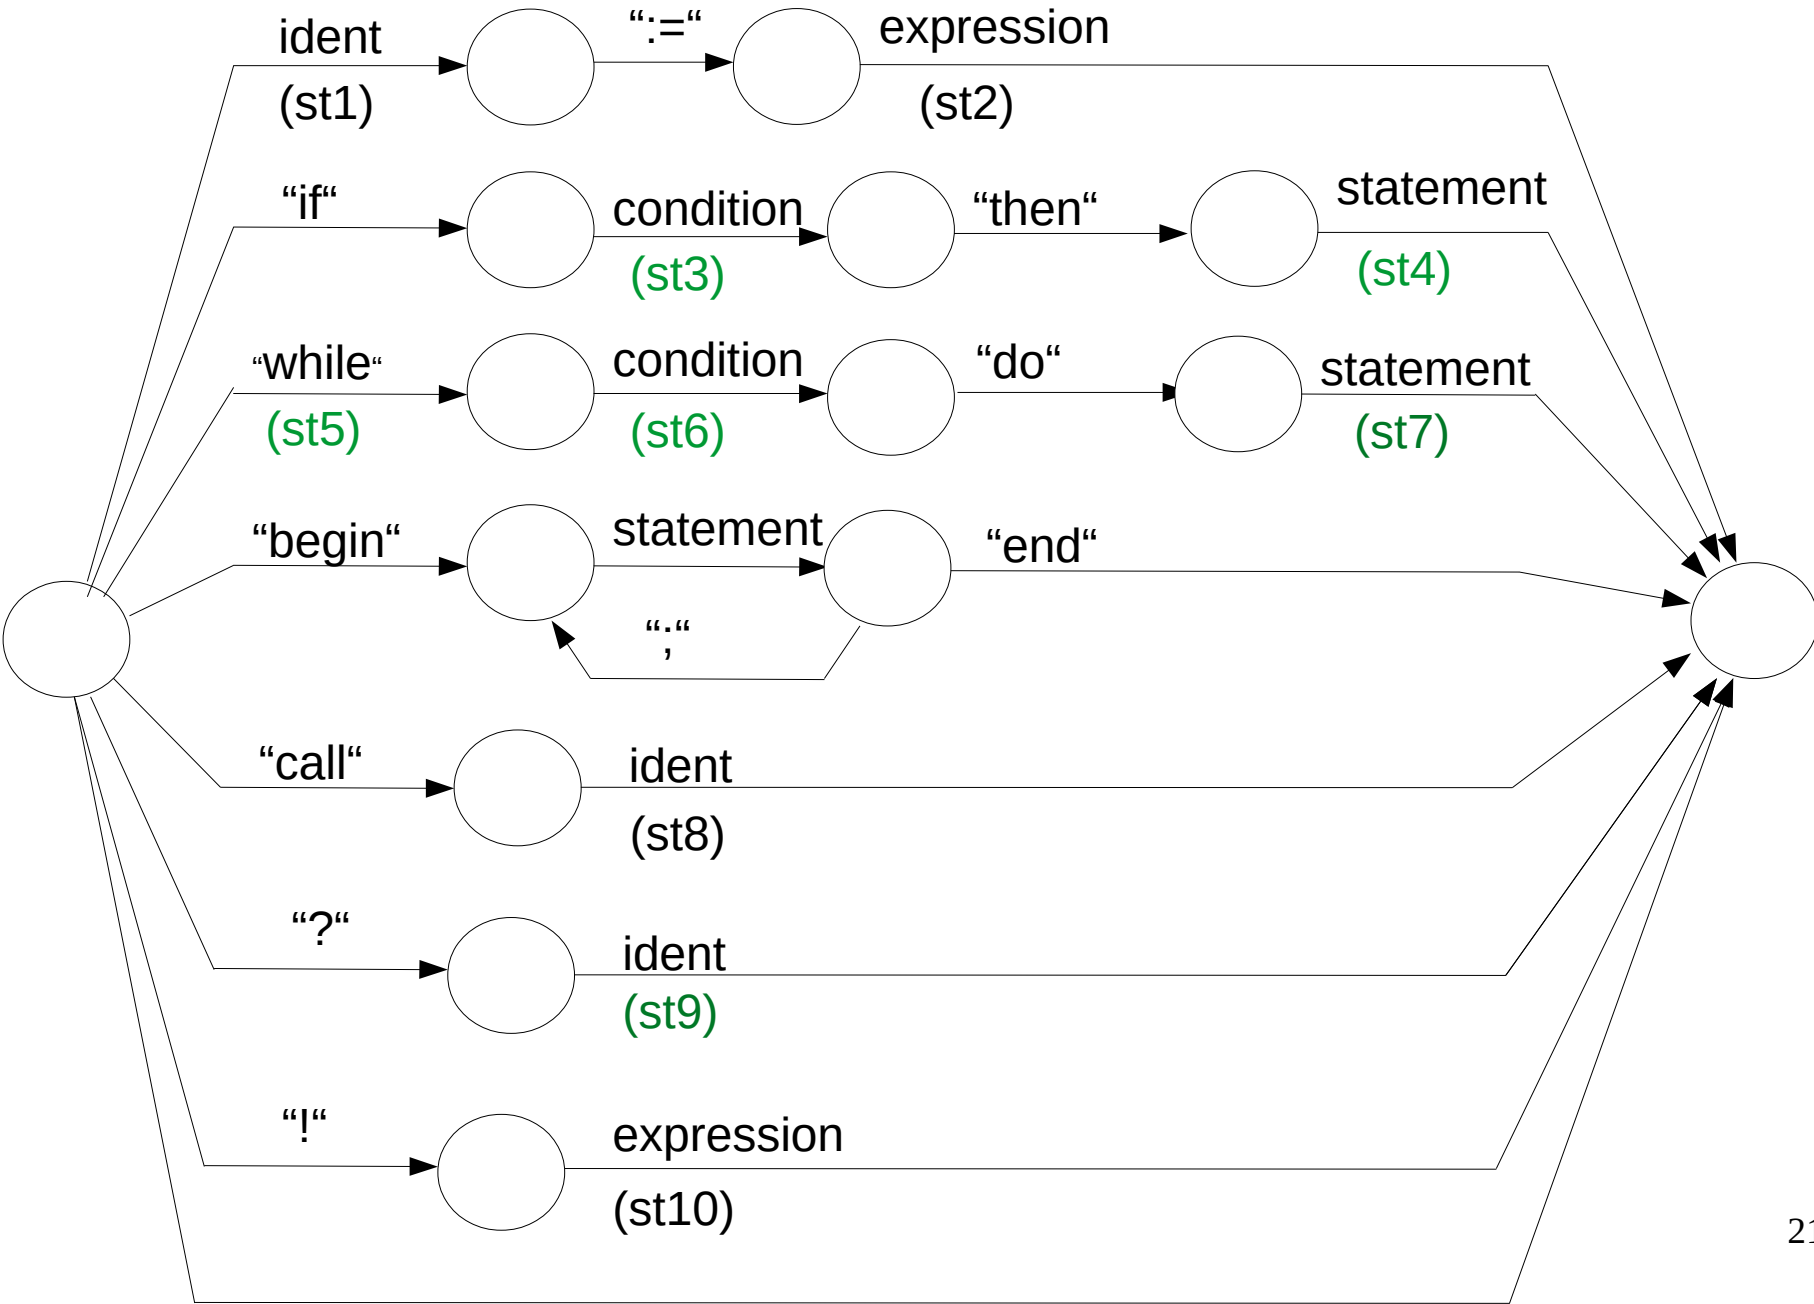 ident “:=“ expression
(st1) (st2)
“if“ condition “then“ statement
(st3) (st4)
“while“ condition “do“ statement
(st5) (st6) (st7)
“begin“ statement “end“
“;“
“call“ ident
(st8)
“?“ ident
(st9)
“!“ expression
(st10)
21